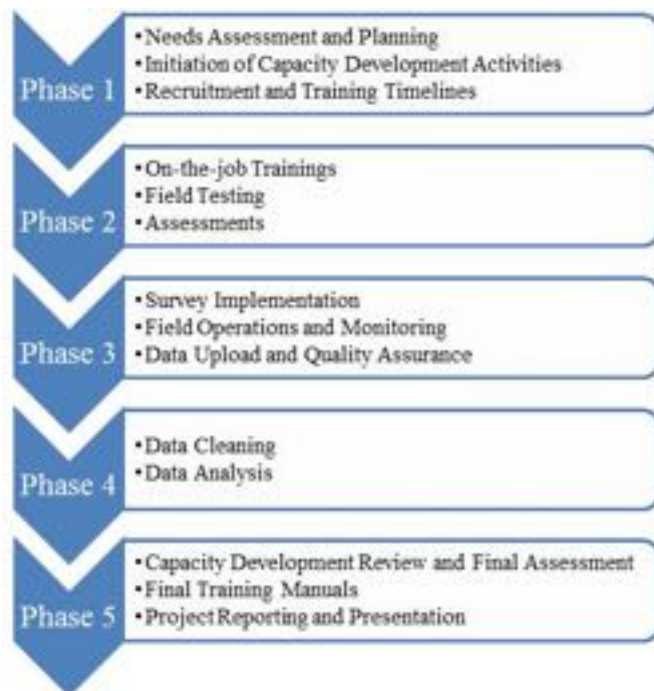 Phase 1
•Needs Assessment and Planning
•Initiation of Capacity Development Activities
•Recruitment and Training Timelines
Phase 2
•On-the-job Trainings
•Field Testing
•Assessments
Phase 3
•Survey Implementation
•Field Operations and Monitoring
•Data Upload and Quality Assurance
Phase 4
•Data Cleaning
•Data Analysis
Phase 5
•Capacity Development Review and Final Assessment
•Final Training Manuals
•Project Reporting and Presentation